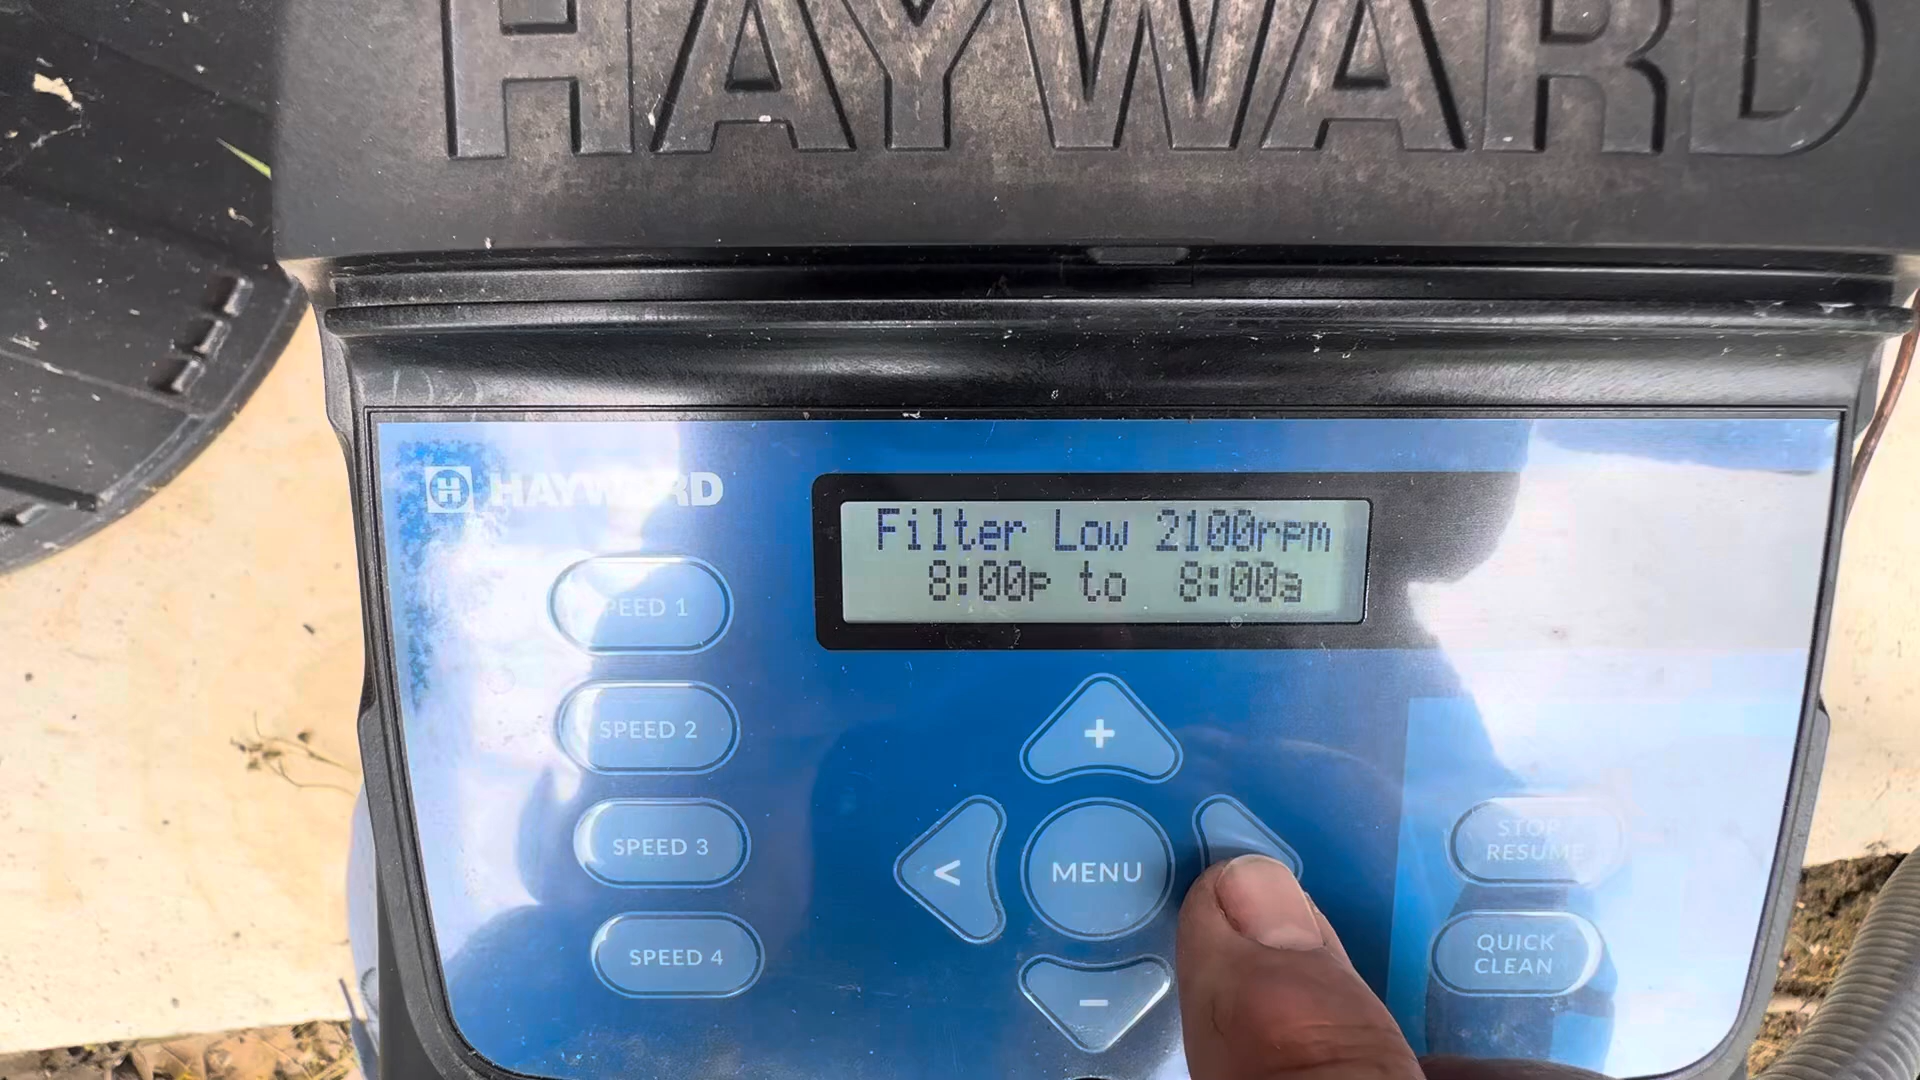 HAYWARD
HAYWARD
Filter Low 2100rpm
8:00p to 8:00a
SPEED 1
SPEED 2
SPEED 3
SPEED 4
+
<
MENU
−
STOP
RESUME
QUICK
CLEAN